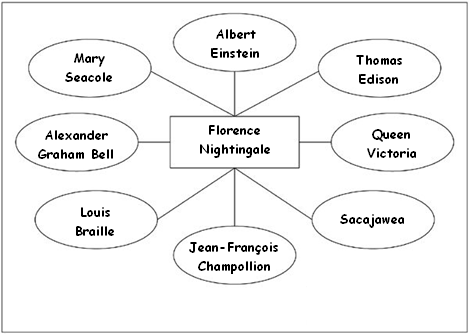 Albert
Einstein
Mary
Seacole
Thomas
Edison
Alexander
Graham Bell
Florence
Nightingale
Queen
Victoria
Louis
Braille
Sacajawea
Jean-François
Champollion